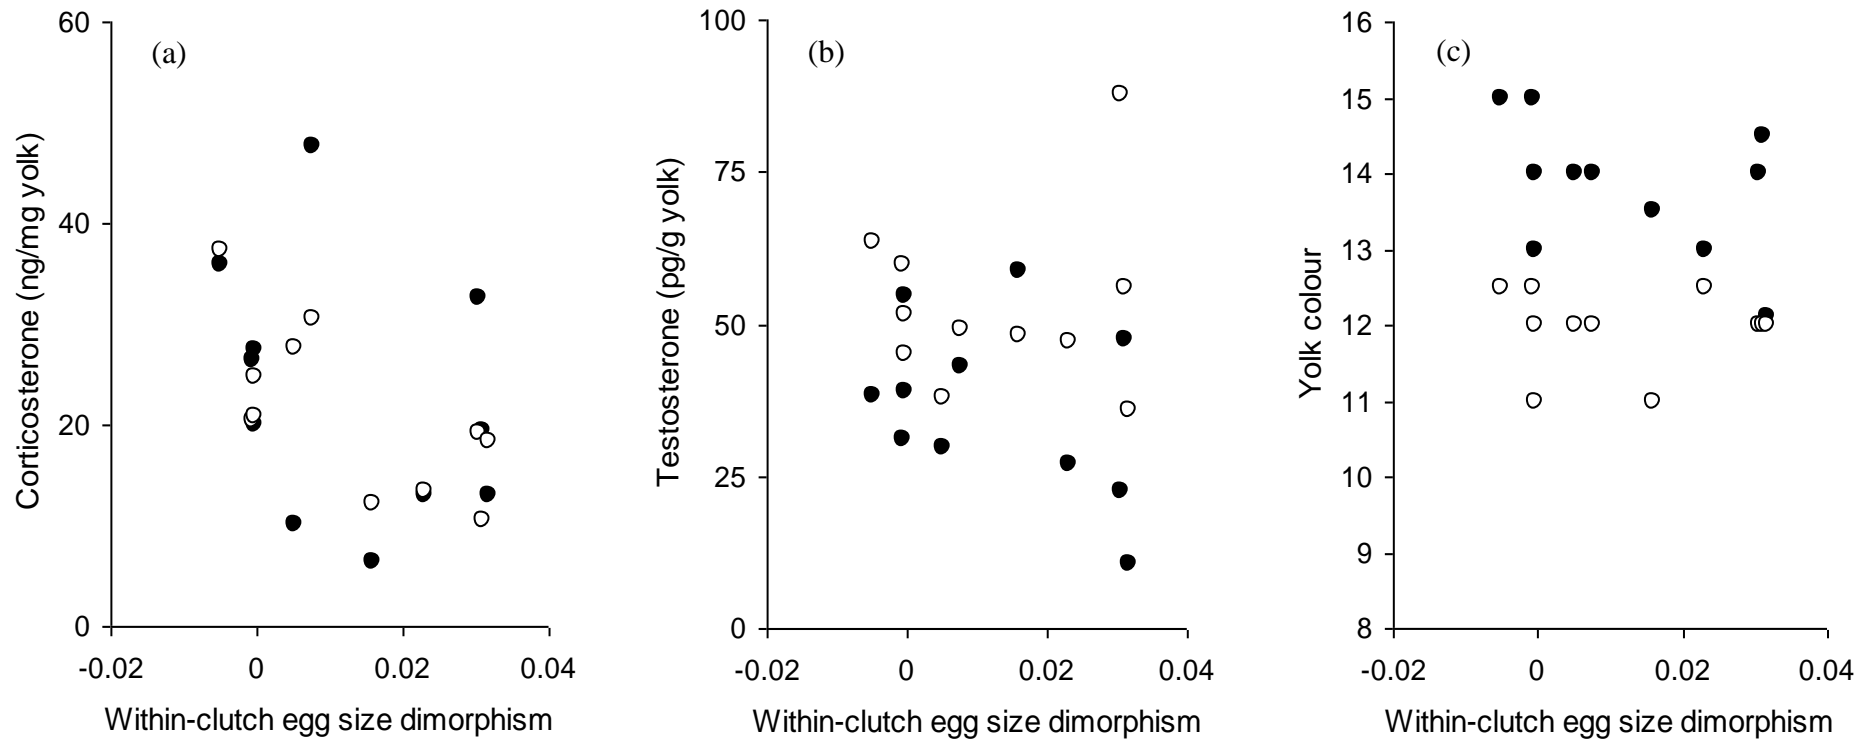 (a)
Corticosterone (ng/mg yolk)
60
40
20
0
-0.02 0 0.02 0.04
Within-clutch egg size dimorphism
(b)
Testosterone (pg/g yolk)
100
75
50
25
0
-0.02 0 0.02 0.04
Within-clutch egg size dimorphism
(c)
Yolk colour
16
15
14
13
12
11
10
9
8
-0.02 0 0.02 0.04
Within-clutch egg size dimorphism